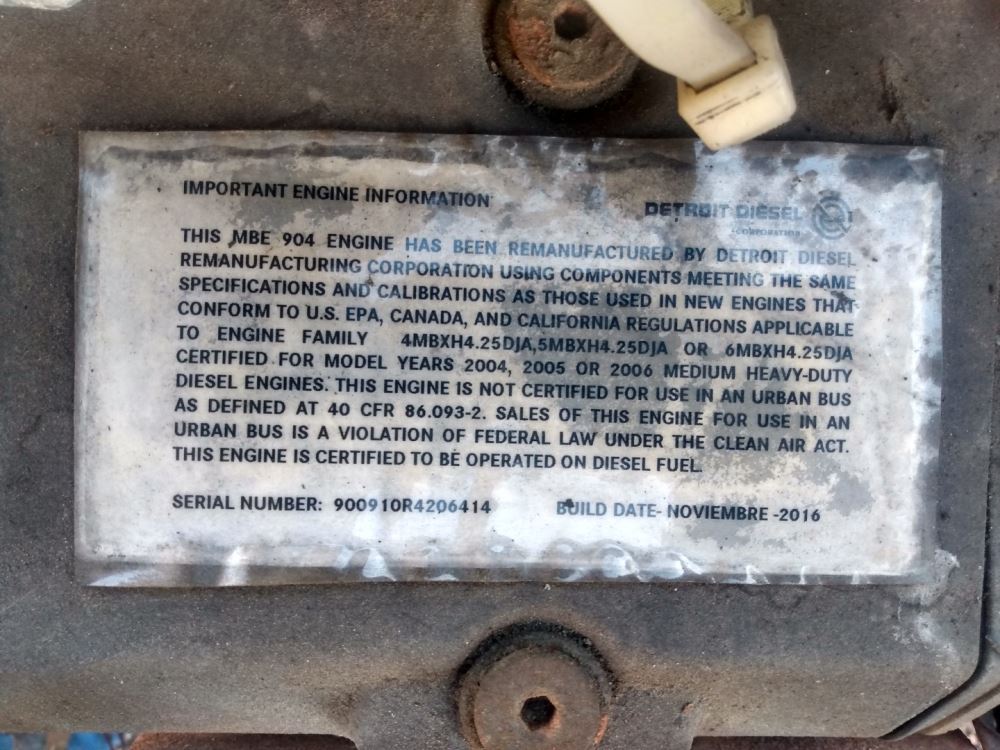 IMPORTANT ENGINE INFORMATION
DETROIT DIESEL
CORPORATION
THIS MBE 904 ENGINE HAS BEEN REMANUFACTURED BY DETROIT DIESEL
REMANUFACTURING CORPORATION USING COMPONENTS MEETING THE SAME
SPECIFICATIONS AND CALIBRATIONS AS THOSE USED IN NEW ENGINES THAT
CONFORM TO U.S. EPA, CANADA, AND CALIFORNIA REGULATIONS APPLICABLE
TO ENGINE FAMILY 4MBXH4.25DJA,5MBXH4.25DJA OR 6MBXH4.25DJA
CERTIFIED FOR MODEL YEARS 2004, 2005 OR 2006 MEDIUM HEAVY-DUTY
DIESEL ENGINES. THIS ENGINE IS NOT CERTIFIED FOR USE IN AN URBAN BUS
AS DEFINED AT 40 CFR 86.093-2. SALES OF THIS ENGINE FOR USE IN AN
URBAN BUS IS A VIOLATION OF FEDERAL LAW UNDER THE CLEAN AIR ACT.
THIS ENGINE IS CERTIFIED TO BE OPERATED ON DIESEL FUEL.
SERIAL NUMBER: 900910R4206414 BUILD DATE- NOVIEMBRE -2016